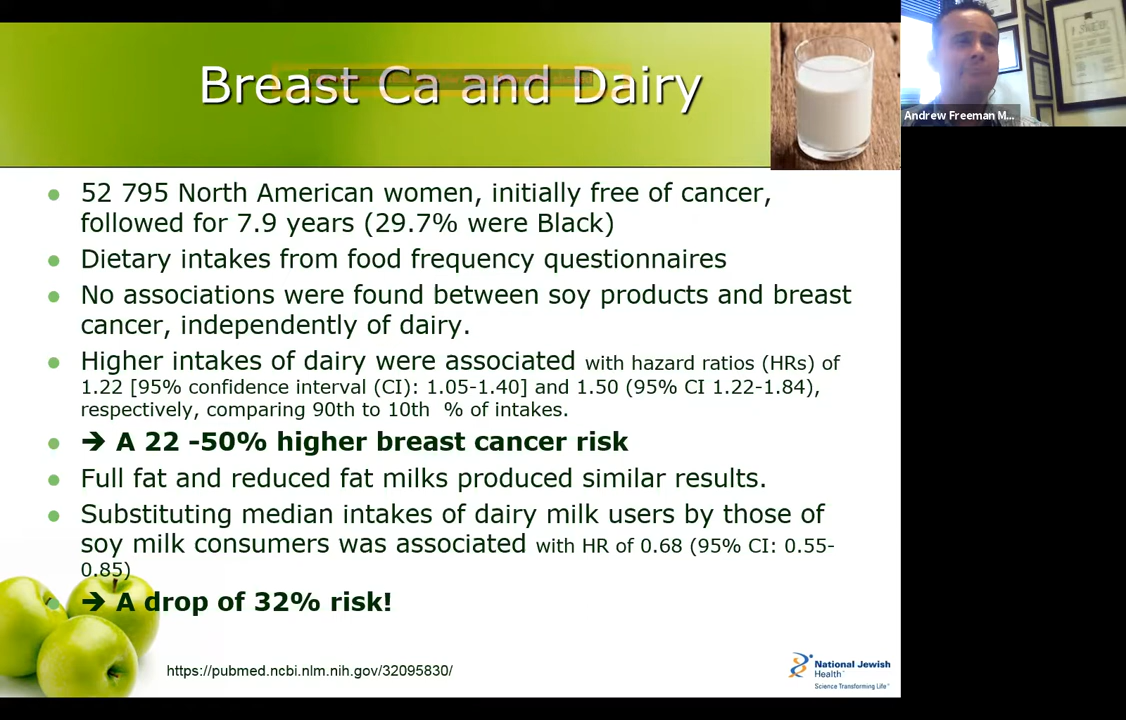 Breast Ca and Dairy
Andrew Freeman M...
52 795 North American women, initially free of cancer,
followed for 7.9 years (29.7% were Black)
Dietary intakes from food frequency questionnaires
No associations were found between soy products and breast
cancer, independently of dairy.
Higher intakes of dairy were associated with hazard ratios (HRs) of
1.22 [95% confidence interval (CI): 1.05-1.40] and 1.50 (95% CI 1.22-1.84),
respectively, comparing 90th to 10th % of intakes.
➔ A 22 -50% higher breast cancer risk
Full fat and reduced fat milks produced similar results.
Substituting median intakes of dairy milk users by those of
soy milk consumers was associated with HR of 0.68 (95% CI: 0.55-
0.85)
➔ A drop of 32% risk!
https://pubmed.ncbi.nlm.nih.gov/32095830/
National Jewish
Health
Science Transforming Life